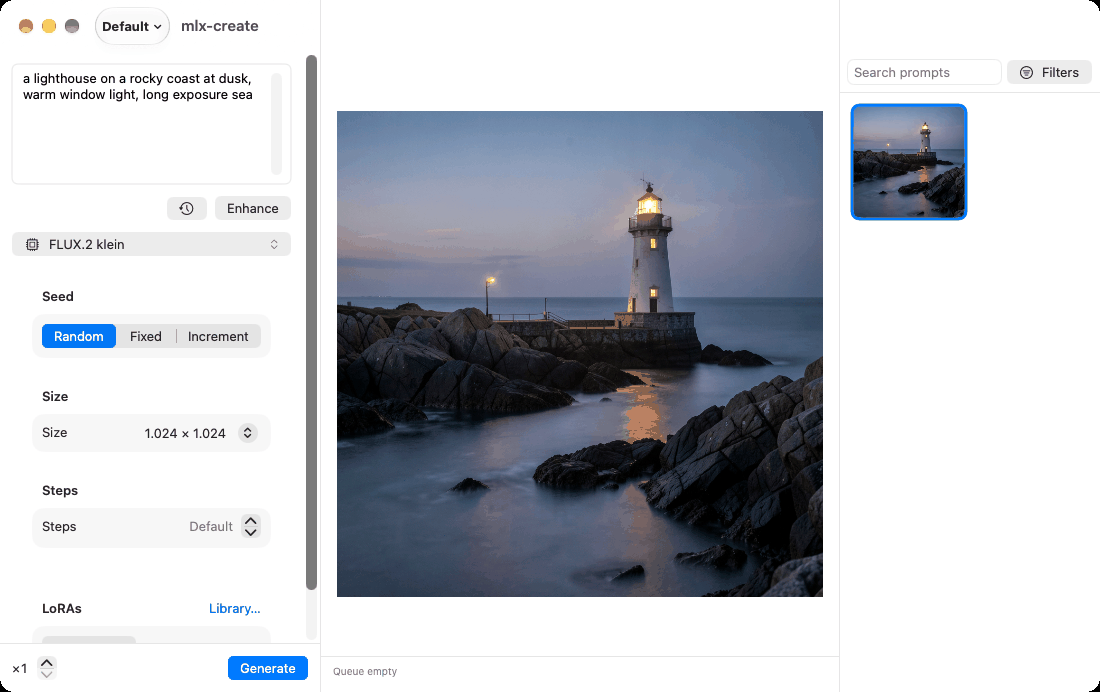 Default
mlx-create
a lighthouse on a rocky coast at dusk,
warm window light, long exposure sea
Enhance
FLUX.2 klein
Seed
Random
Fixed
Increment
Size
Size
1.024 × 1.024
Steps
Steps
Default
LoRAs
Library...
×1
Generate
Queue empty
Search prompts
Filters